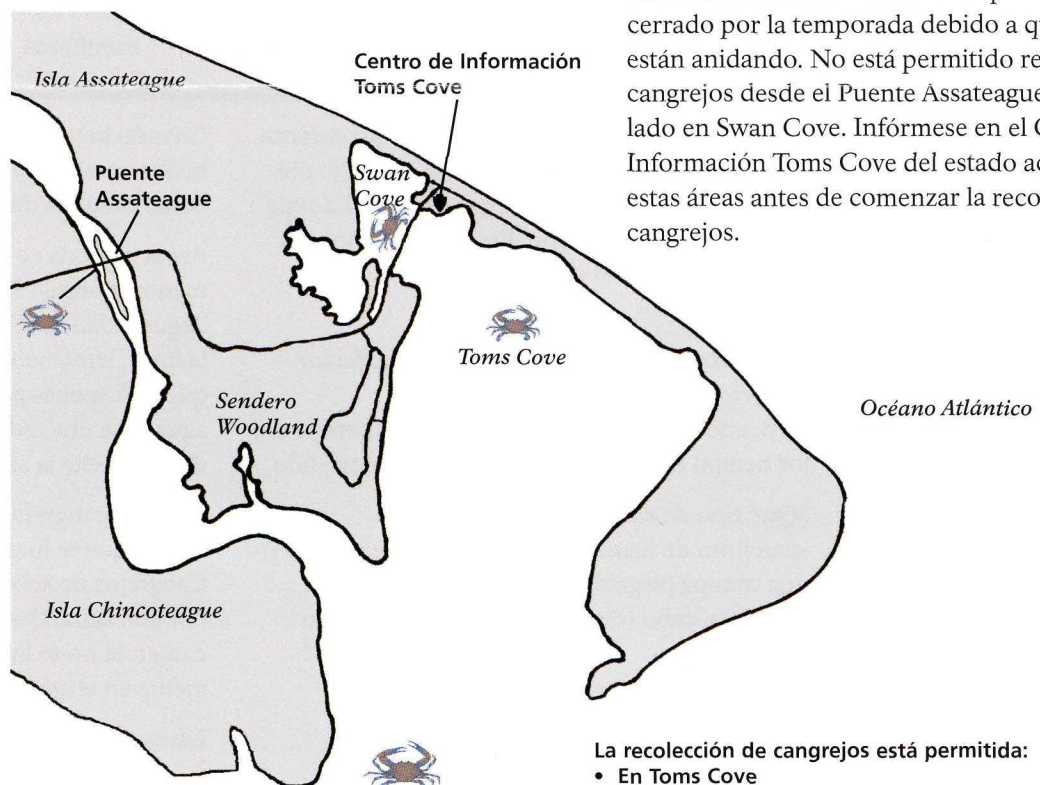 cerrado por la temporada debido a q
están anidando. No está permitido re
cangrejos desde el Puente Assateague
lado en Swan Cove. Infórmese en el C
Información Toms Cove del estado ac
estas áreas antes de comenzar la reco
cangrejos.
Isla Assateague
Centro de Información
Toms Cove
Puente
Assateague
Swan
Cove
Toms Cove
Sendero
Woodland
Océano Atlántico
Isla Chincoteague
La recolección de cangrejos está permitida:
• En Toms Cove